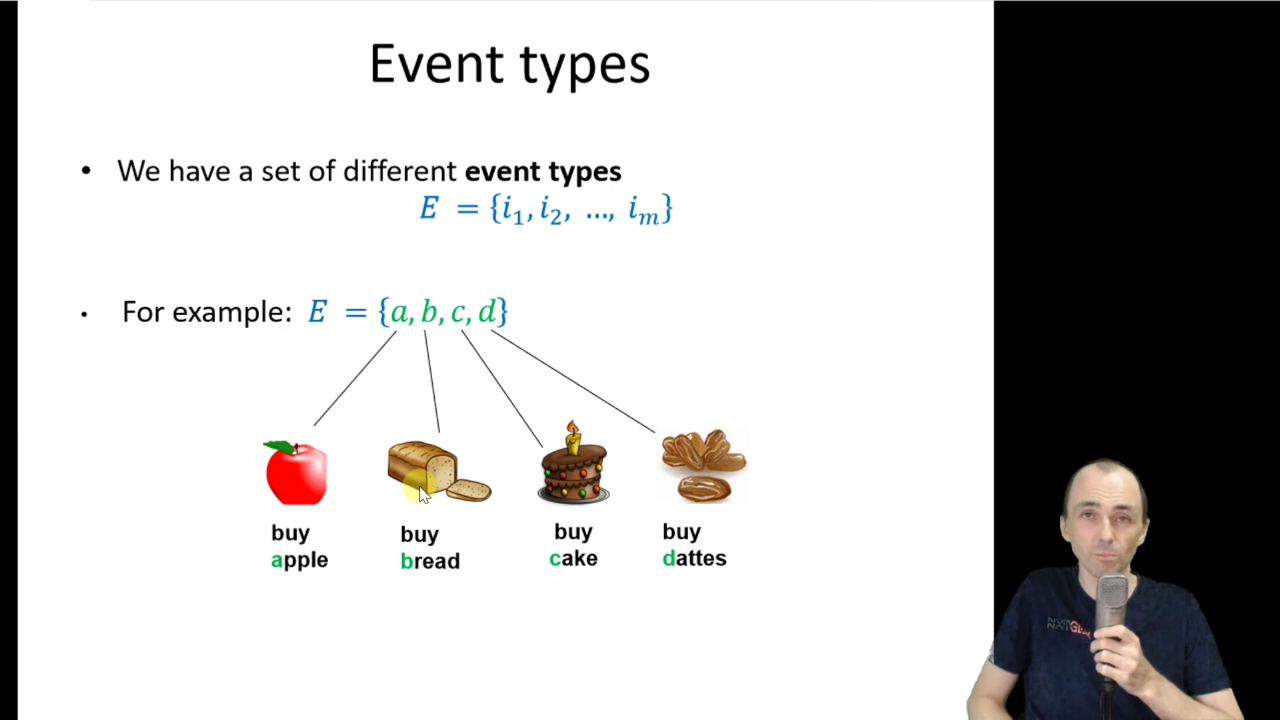 Event types
• We have a set of different event types
E = {i₁, i₂, …, iₘ}
• For example: E = {a, b, c, d}
buy apple
buy bread
buy cake
buy dattes